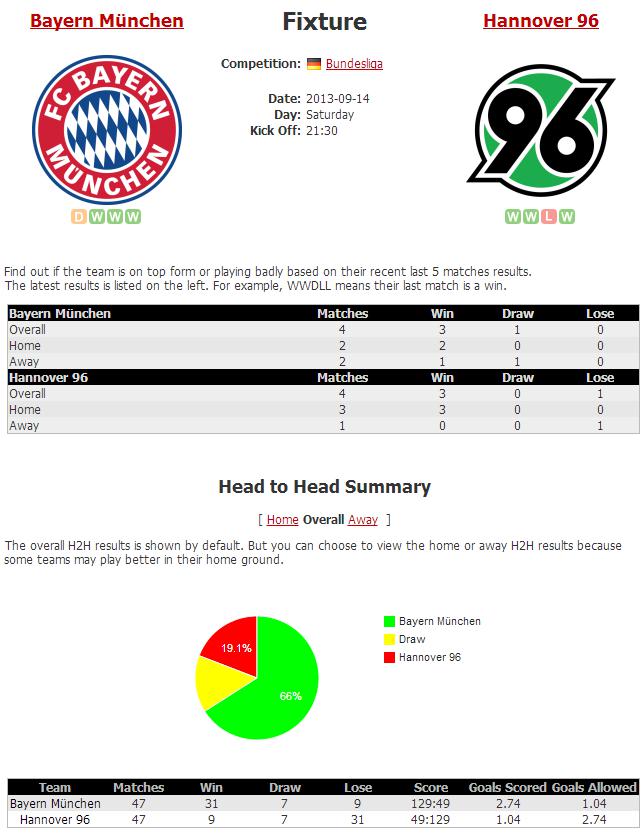 Bayern München
Fixture
Hannover 96
Competition: Bundesliga
Date: 2013-09-14
Day: Saturday
Kick Off: 21:30
FC BAYERN
MÜNCHEN
96
D W W W
W W L W
Find out if the team is on top form or playing badly based on their recent last 5 matches results.
The latest results is listed on the left. For example, WWDLL means their last match is a win.
Bayern München Matches Win Draw Lose
Overall 4 3 1 0
Home 2 2 0 0
Away 2 1 1 0
Hannover 96 Matches Win Draw Lose
Overall 4 3 0 1
Home 3 3 0 0
Away 1 0 0 1
Head to Head Summary
[ Home Overall Away ]
The overall H2H results is shown by default. But you can choose to view the home or away H2H results because
some teams may play better in their home ground.
Bayern München
Draw
Hannover 96
19.1%
66%
Team Matches Win Draw Lose Score Goals Scored Goals Allowed
Bayern München 47 31 7 9 129:49 2.74 1.04
Hannover 96 47 9 7 31 49:129 1.04 2.74